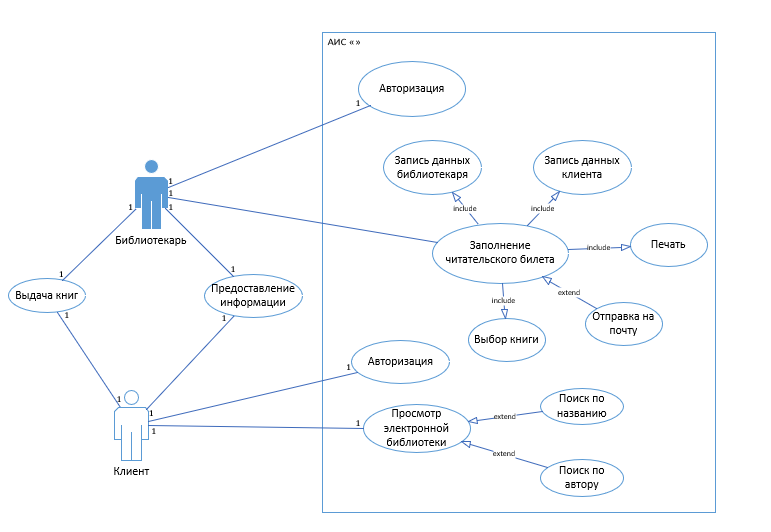 АИС «»
Авторизация
1
Запись данных
библиотекаря
Запись данных
клиента
1
1
1
1
Библиотекарь
include
include
Заполнение
читательского билета
include
Печать
1
1
Выдача книг
Предоставление
информации
include
extend
1
1
Отправка на
почту
Выбор книги
1
Авторизация
1
1
1
Клиент
1
Просмотр
электронной
библиотеки
extend
Поиск по
названию
extend
Поиск по
автору